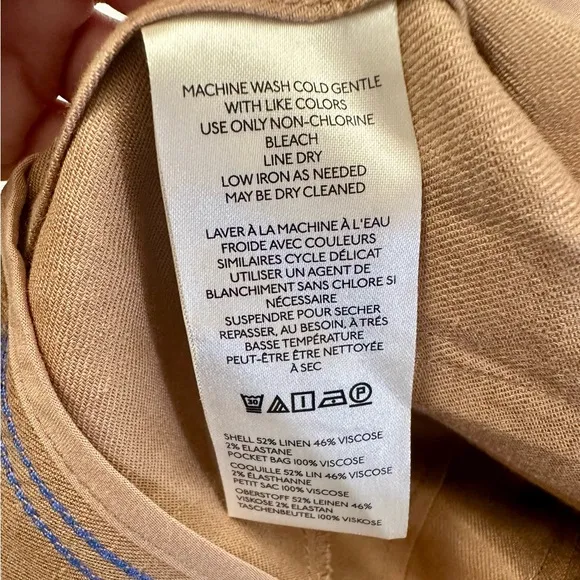 MACHINE WASH COLD GENTLE
WITH LIKE COLORS
USE ONLY NON-CHLORINE
BLEACH
LINE DRY
LOW IRON AS NEEDED
MAY BE DRY CLEANED
LAVER À LA MACHINE À L'EAU
FROIDE AVEC COULEURS
SIMILAIRES CYCLE DÉLICAT
UTILISER UN AGENT DE
BLANCHIMENT SANS CHLORE SI
NÉCESSAIRE
SUSPENDRE POUR SECHER
REPASSER, AU BESOIN, À TRÉS
BASSE TEMPÉRATURE
PEUT-ÊTRE ÊTRE NETTOYÉE
À SEC
30 P
SHELL 52% LINEN 46% VISCOSE
2% ELASTANE
POCKET BAG 100% VISCOSE
COQUILLE 52% LIN 46% VISCOSE
2% ÉLASTHANNE
PETIT SAC 100% VISCOSE
OBERSTOFF 52% LEINEN 46%
VISKOSE 2% ELASTAN
TASCHENBEUTEL 100% VISKOSE